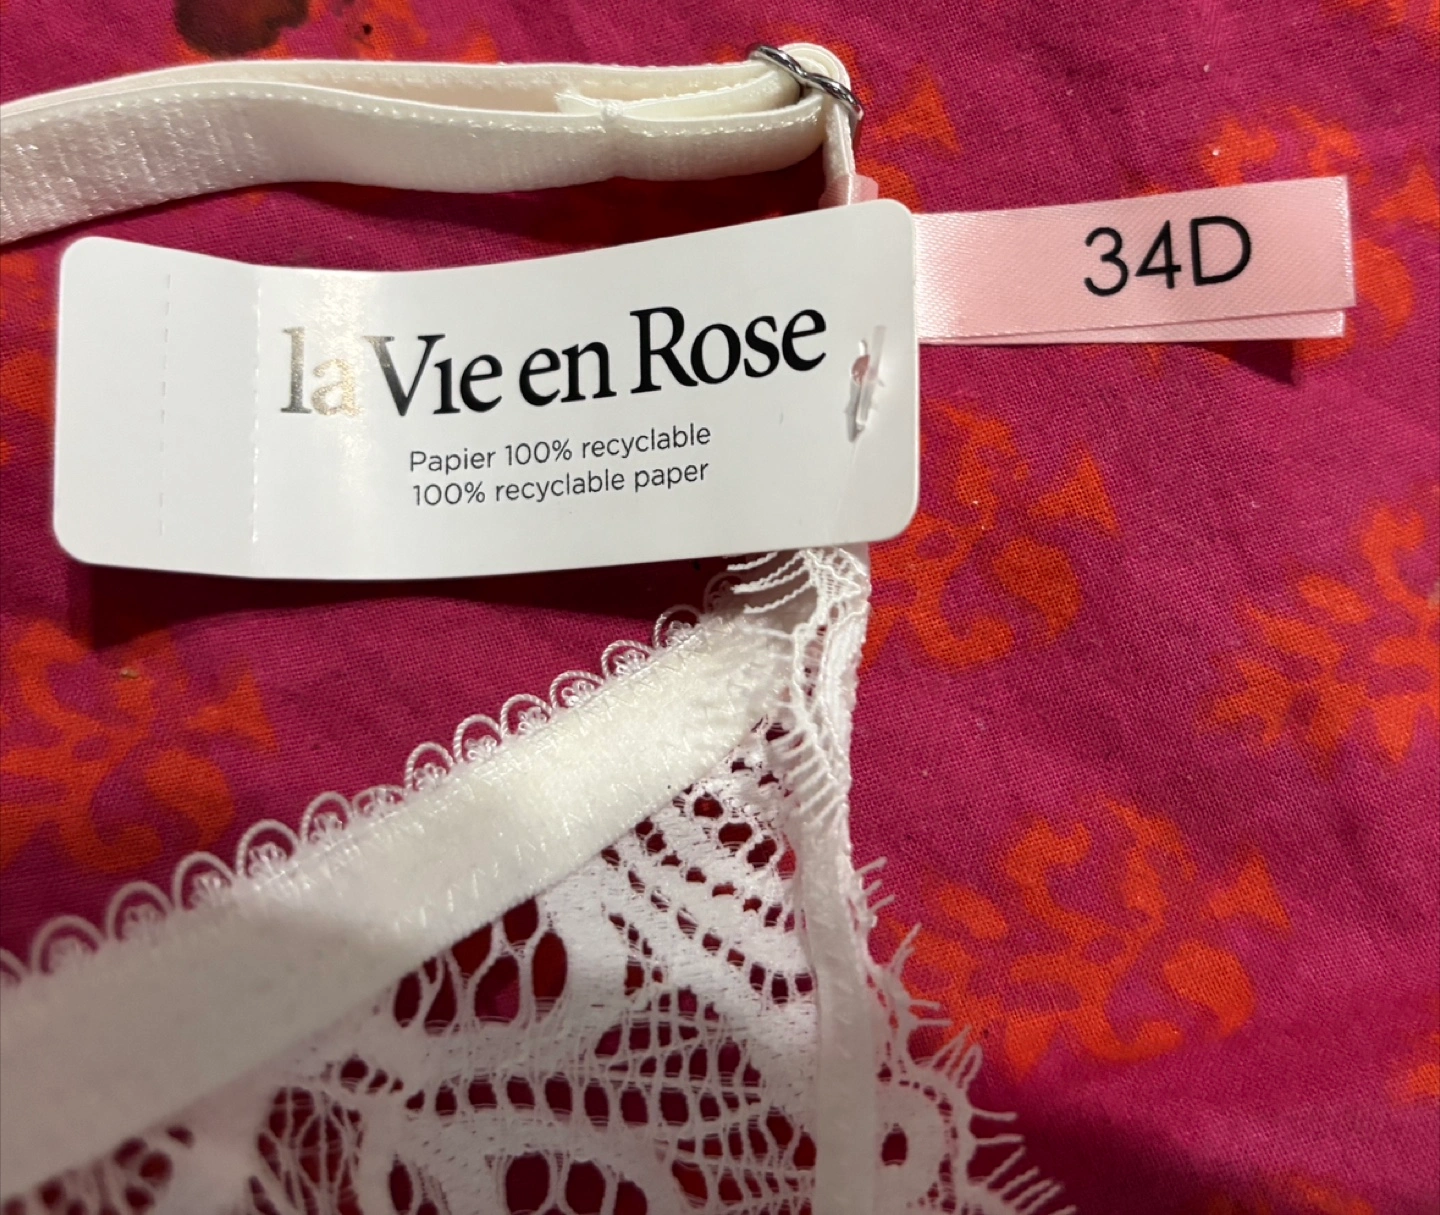 34D
la Vie en Rose
Papier 100% recyclable
100% recyclable paper